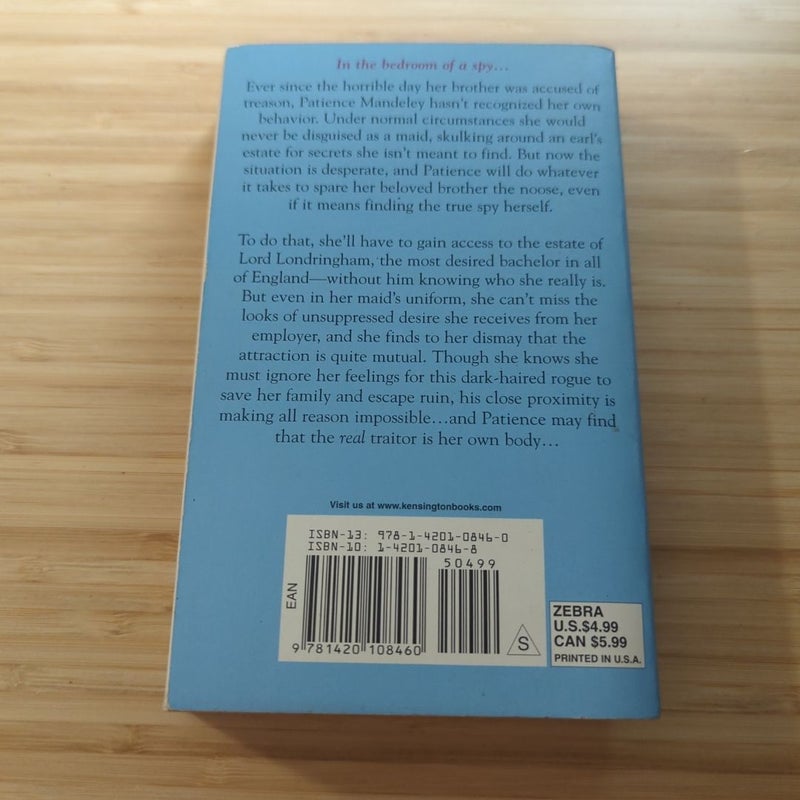 In the bedroom of a spy...
Ever since the horrible day her brother was accused of
treason, Patience Mandeley hasn't recognized her own
behavior. Under normal circumstances she would
never be disguised as a maid, skulking around an earl's
estate for secrets she isn't meant to find. But now the
situation is desperate, and Patience will do whatever
it takes to spare her beloved brother the noose, even
if it means finding the true spy herself.
To do that, she'll have to gain access to the estate of
Lord Londringham, the most desired bachelor in all
of England—without him knowing who she really is.
But even in her maid's uniform, she can't miss the
looks of unsuppressed desire she receives from her
employer, and she finds to her dismay that the
attraction is quite mutual. Though she knows she
must ignore her feelings for this dark-haired rogue to
save her family and escape ruin, his close proximity is
making all reason impossible...and Patience may find
that the real traitor is her own body...
Visit us at www.kensingtonbooks.com
ISBN-13: 978-1-4201-0846-0
ISBN-10: 1-4201-0846-8
50499
EAN
9 781420 108460
S
ZEBRA
U.S.$4.99
CAN $5.99
PRINTED IN U.S.A.